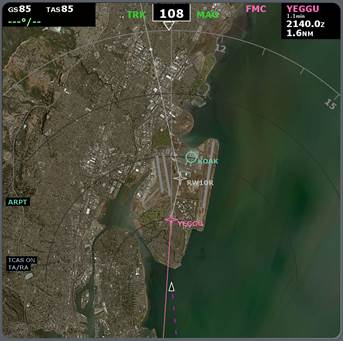 GS85 TAS85
---°/--
TRK 108 MAG
FMC
YEGGU
1.1min
2140.0z
1.6NM
12
15
KOAK
RW10R
YEGGU
ARPT
TCAS ON
TA/RA